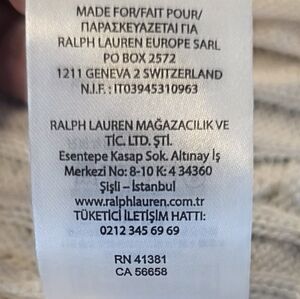 MADE FOR/FAIT POUR/
ΠΑΡΑΣΚΕΥΑΖΕΤΑΙ ΓΙΑ
RALPH LAUREN EUROPE SARL
PO BOX 2572
1211 GENEVA 2 SWITZERLAND
N.I.F. : IT03945310963
RALPH LAUREN MAĞAZACILIK VE
TİC. LTD. ŞTİ.
Esentepe Kasap Sok. Altınay İş
Merkezi No: 8-10 K: 4 34360
Şişli - İstanbul
www.ralphlauren.com.tr
TÜKETİCİ İLETİŞİM HATTI:
0212 345 69 69
RN 41381
CA 56658